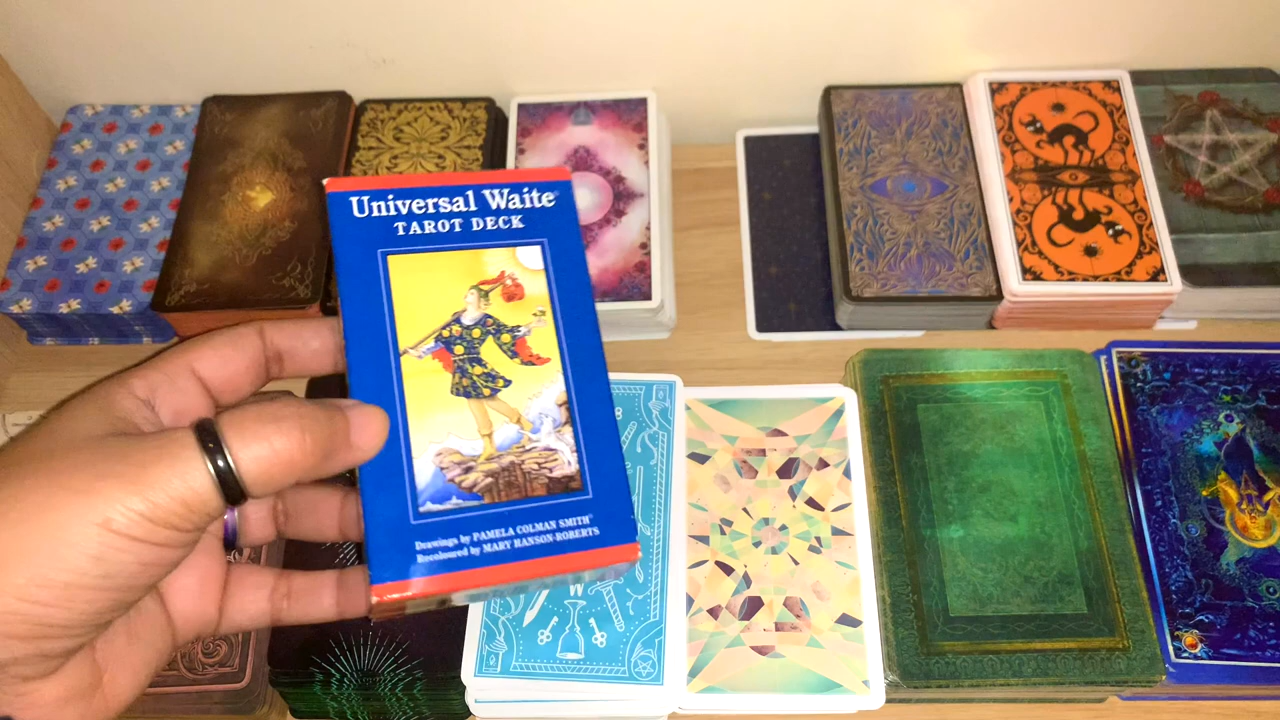 Universal Waite®
TAROT DECK
Drawings by PAMELA COLMAN SMITH®
Recoloured by MARY HANSON-ROBERTS
W